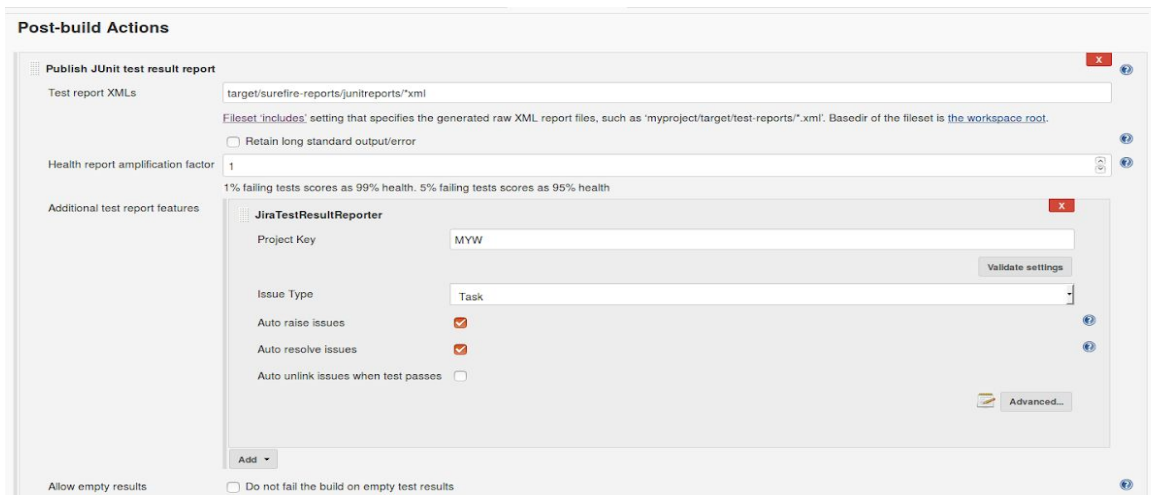 Post-build Actions
Publish JUnit test result report
X
Test report XMLs
target/surefire-reports/junitreports/*xml
Fileset 'includes' setting that specifies the generated raw XML report files, such as 'myproject/target/test-reports/*.xml'. Basedir of the fileset is the workspace root.
Retain long standard output/error
Health report amplification factor
1
1% failing tests scores as 99% health. 5% failing tests scores as 95% health
Additional test report features
JiraTestResultReporter
X
Project Key
MYW
Validate settings
Issue Type
Task
Auto raise issues
Auto resolve issues
Auto unlink issues when test passes
Advanced...
Add
Allow empty results
Do not fail the build on empty test results